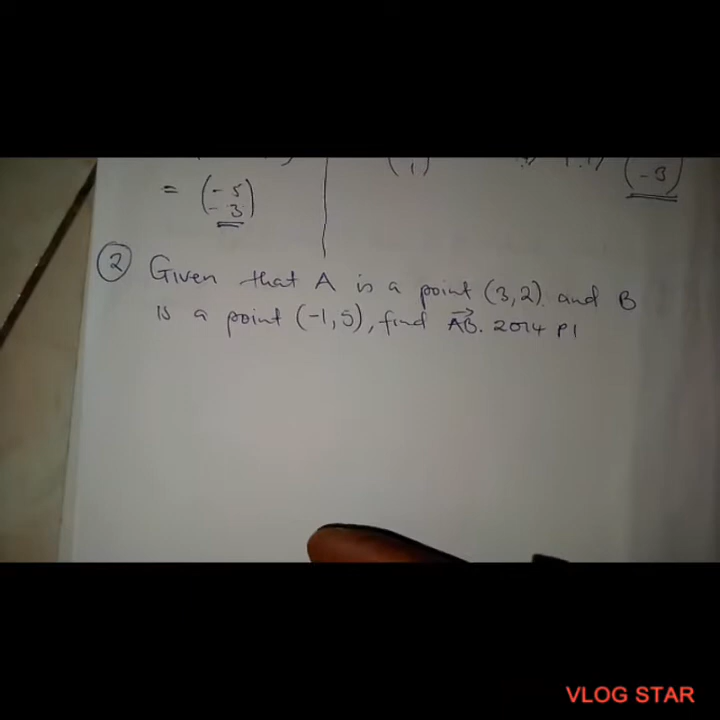 = (-5
-3)
(
1)
(
-3)
② Given that A is a point (3,2) and B
is a point (-1,5), find AB. 2014 P1
VLOG STAR